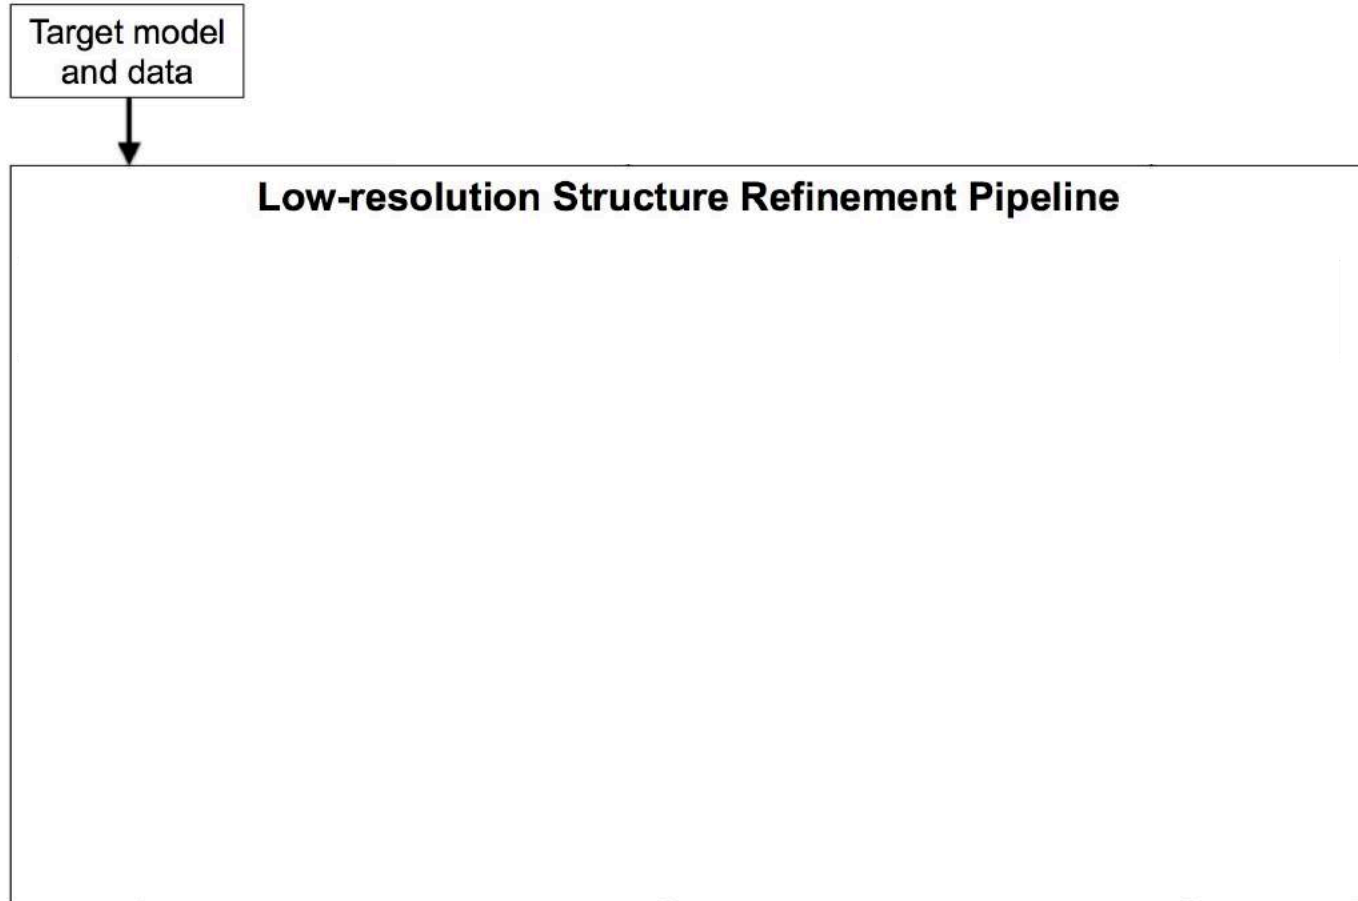 Target model
and data
Low-resolution Structure Refinement Pipeline